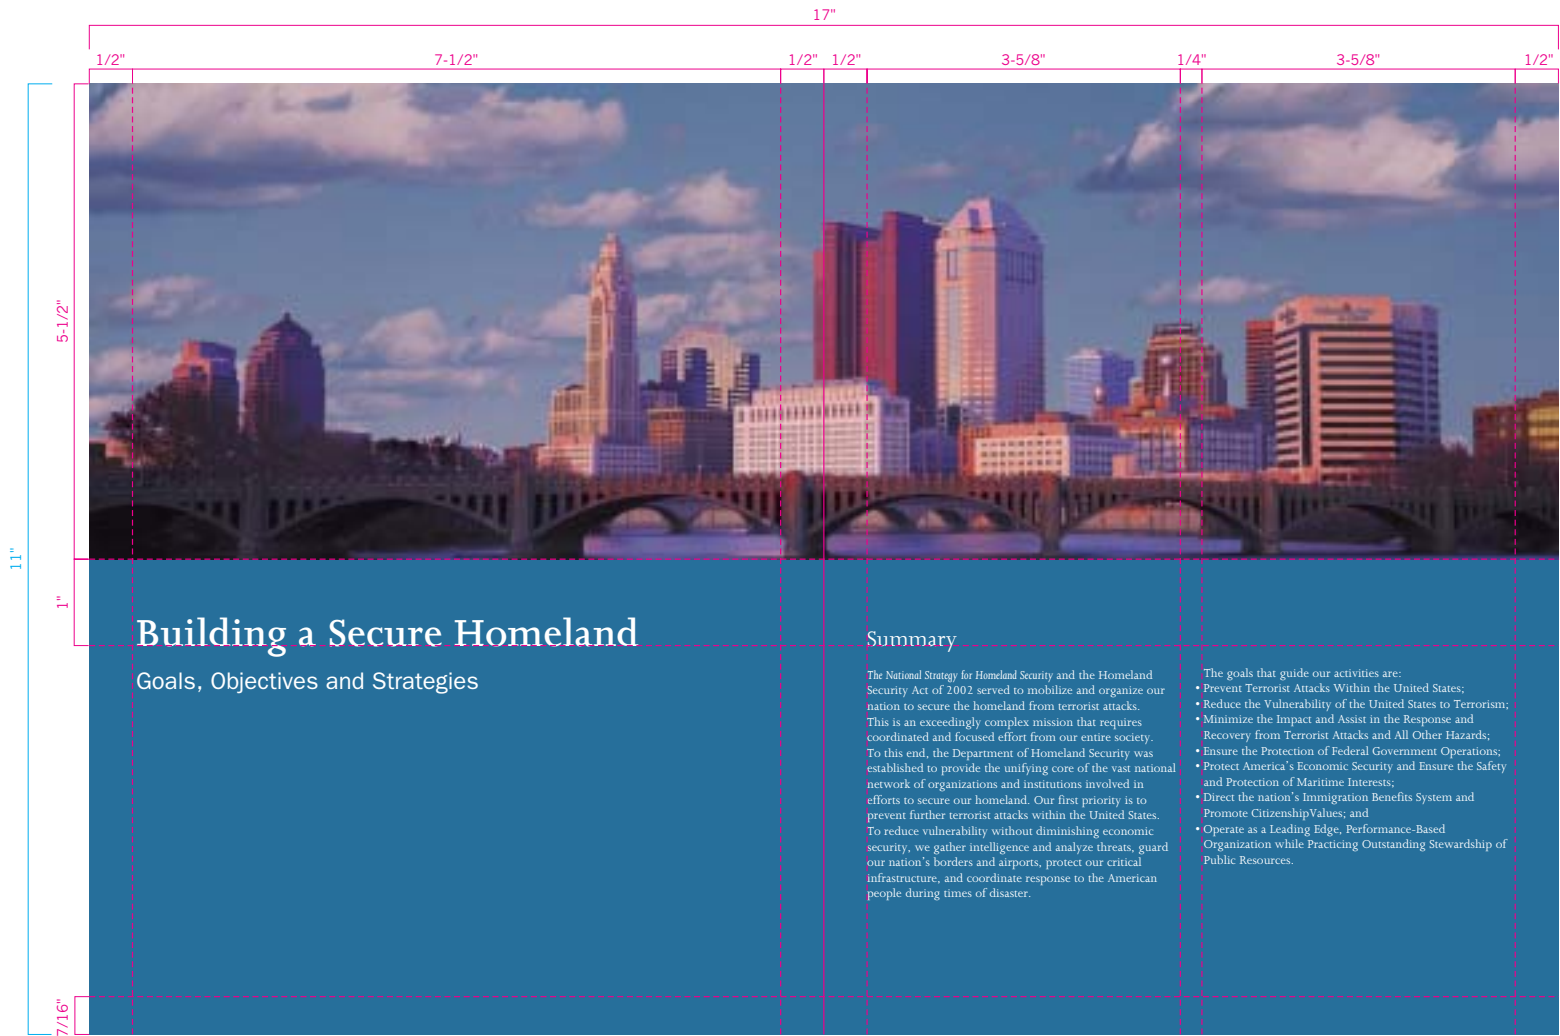 17"
1/2"
7-1/2"
1/2"
1/2"
3-5/8"
1/4"
3-5/8"
1/2"
11"
5-1/2"
1"
7/16"
Building a Secure Homeland
Goals, Objectives and Strategies
Summary
The National Strategy for Homeland Security and the Homeland
Security Act of 2002 served to mobilize and organize our
nation to secure the homeland from terrorist attacks.
This is an exceedingly complex mission that requires
coordinated and focused effort from our entire society.
To this end, the Department of Homeland Security was
established to provide the unifying core of the vast national
network of organizations and institutions involved in
efforts to secure our homeland. Our first priority is to
prevent further terrorist attacks within the United States.
To reduce vulnerability without diminishing economic
security, we gather intelligence and analyze threats, guard
our nation's borders and airports, protect our critical
infrastructure, and coordinate response to the American
people during times of disaster.
The goals that guide our activities are:
• Prevent Terrorist Attacks Within the United States;
• Reduce the Vulnerability of the United States to Terrorism;
• Minimize the Impact and Assist in the Response and
Recovery from Terrorist Attacks and All Other Hazards;
• Ensure the Protection of Federal Government Operations;
• Protect America's Economic Security and Ensure the Safety
and Protection of Maritime Interests;
• Direct the nation's Immigration Benefits System and
Promote CitizenshipValues; and
• Operate as a Leading Edge, Performance-Based
Organization while Practicing Outstanding Stewardship of
Public Resources.